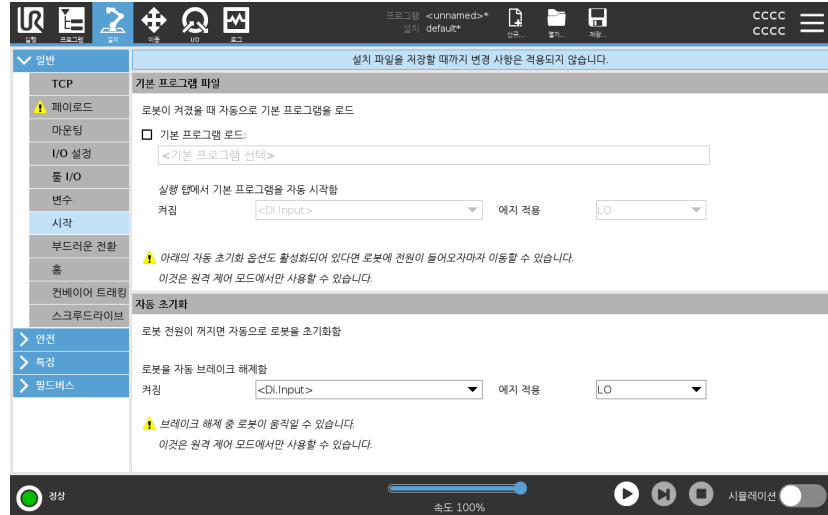 UR
실행 프로그램 설치 이동 I/O 로그
프로그램 <unnamed>*
설치 default*
신규... 열기... 저장...
cccc
cccc
일반
설치 파일을 저장할 때까지 변경 사항은 적용되지 않습니다.
TCP
페이로드
마운팅
I/O 설정
툴 I/O
변수
시작
부드러운 전환
홈
컨베이어 트래킹
스크루드라이브
안전
특징
필드버스
기본 프로그램 파일
로봇이 켜졌을 때 자동으로 기본 프로그램을 로드
기본 프로그램 로드:
<기본 프로그램 선택>
실행 탭에서 기본 프로그램을 자동 시작함
켜짐 <Di.Input> 에지 적용 LO
아래의 자동 초기화 옵션도 활성화되어 있다면 로봇에 전원이 들어오자마자 이동할 수 있습니다.
이것은 원격 제어 모드에서만 사용할 수 있습니다.
자동 초기화
로봇 전원이 꺼지면 자동으로 로봇을 초기화함
로봇을 자동 브레이크 해제함
켜짐 <Di.Input> 에지 적용 LO
브레이크 해제 중 로봇이 움직일 수 있습니다.
이것은 원격 제어 모드에서만 사용할 수 있습니다.
정상
속도 100%
시뮬레이션